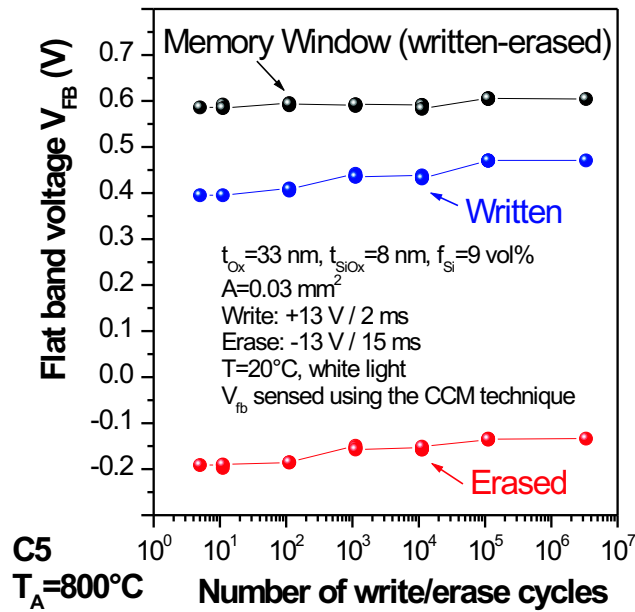 Flat band voltage V_FB (V)
0.7
0.6
0.5
0.4
0.3
0.2
0.1
0.0
-0.1
-0.2
Memory Window (written-erased)
Written
t_Ox=33 nm, t_SiOx=8 nm, f_Si=9 vol%
A=0.03 mm²
Write: +13 V / 2 ms
Erase: -13 V / 15 ms
T=20°C, white light
V_fb sensed using the CCM technique
Erased
10⁰ 10¹ 10² 10³ 10⁴ 10⁵ 10⁶ 10⁷
C5
T_A=800°C
Number of write/erase cycles